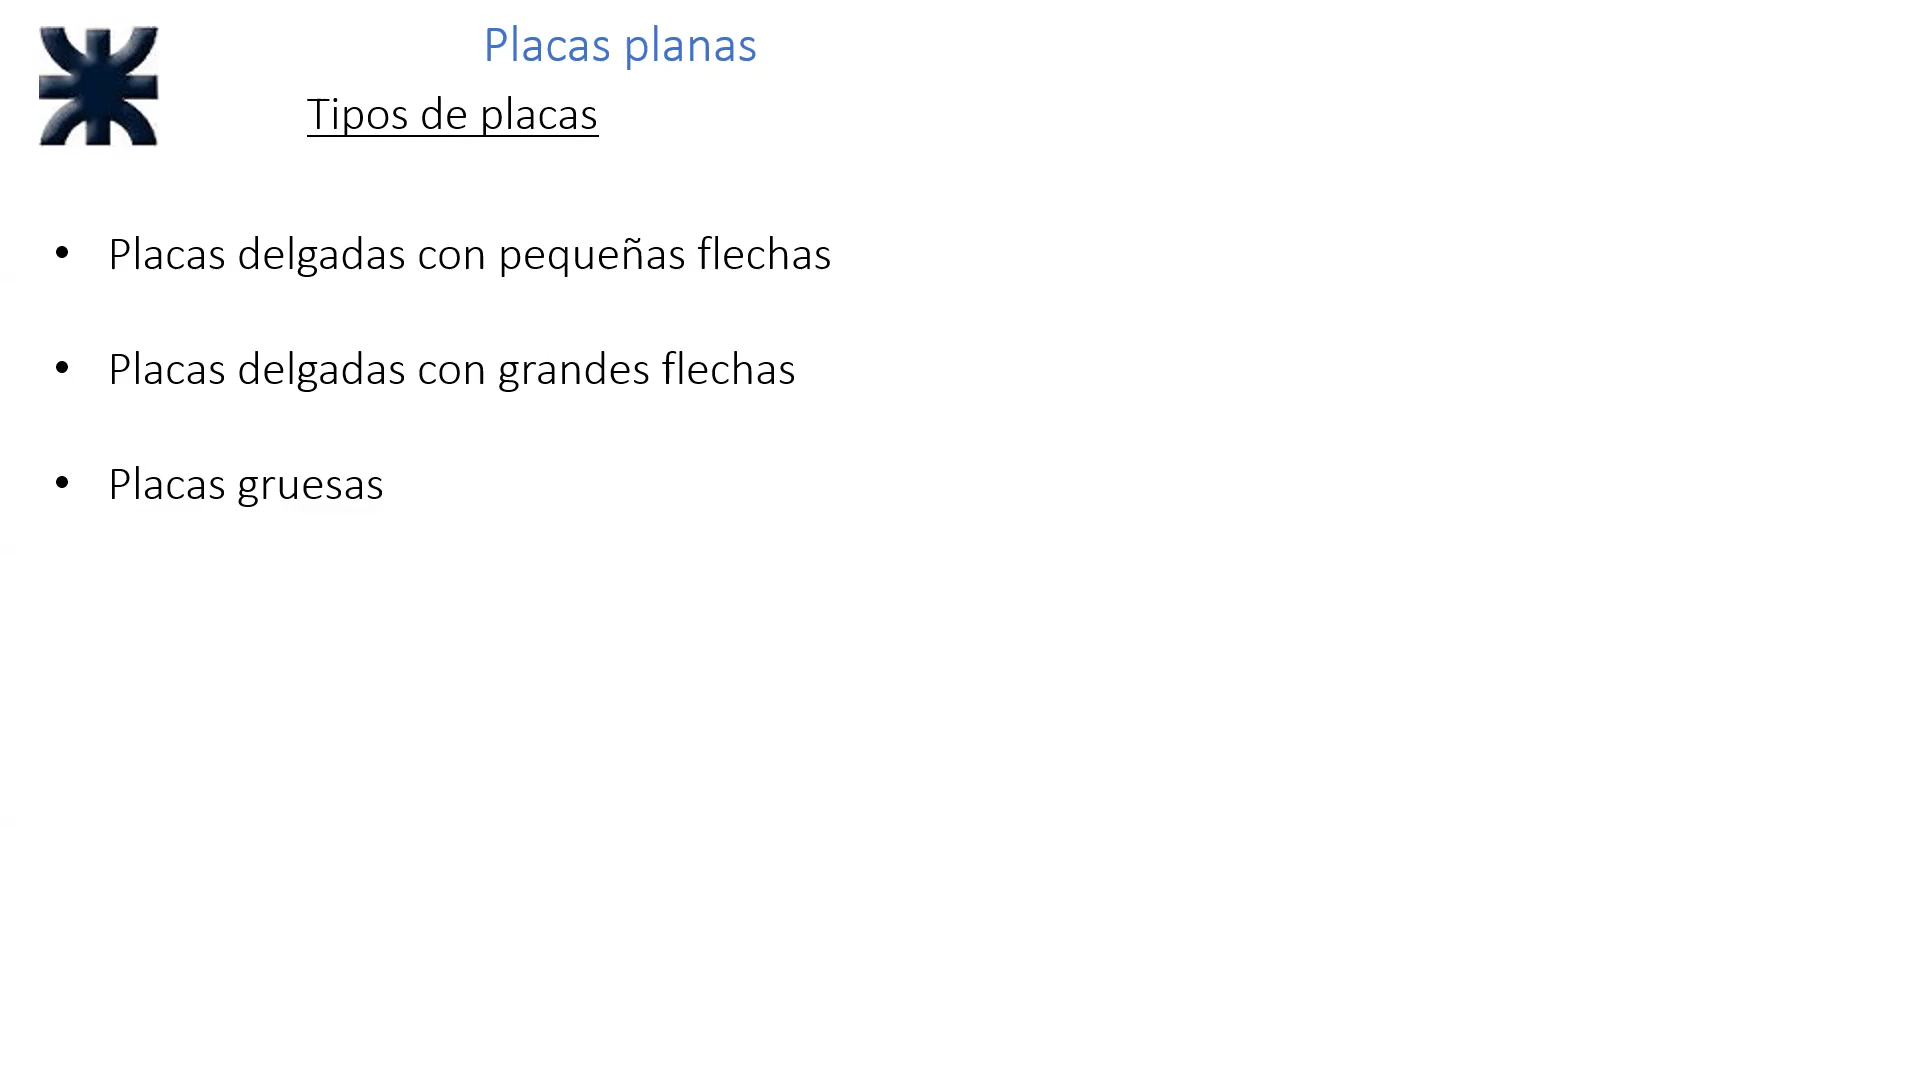 Placas planas
Tipos de placas
• Placas delgadas con pequeñas flechas
• Placas delgadas con grandes flechas
• Placas gruesas